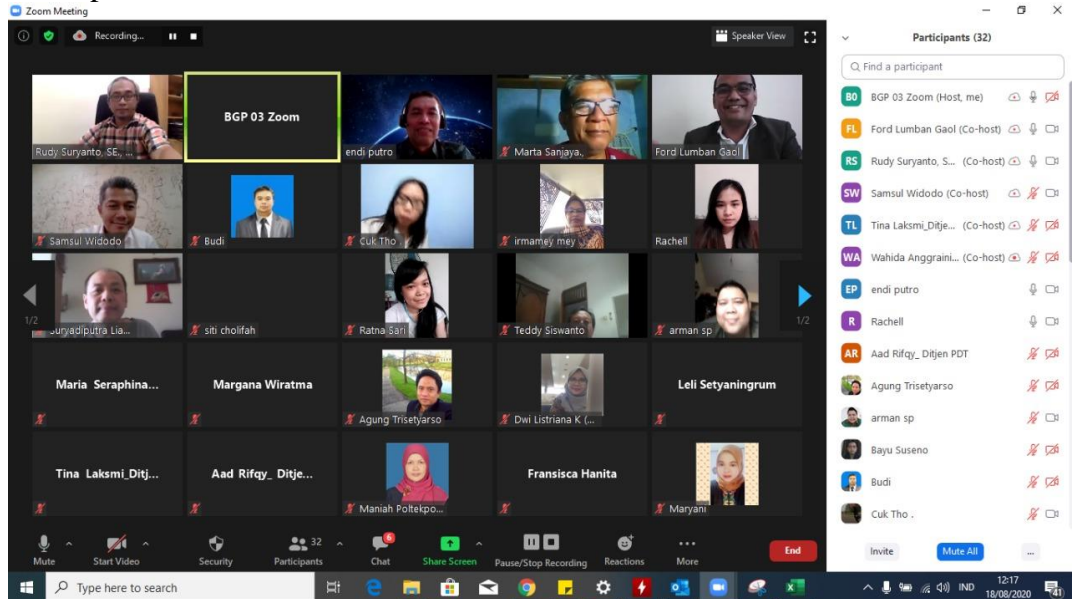 Zoom Meeting
Recording...
Speaker View
Rudy Suryanto, SE., ...
BGP 03 Zoom
endi putro
Marta Sanjaya.,
Ford Lumban Gaol
Samsul Widodo
Budi
Cuk Tho .
irmamey mey
Rachell
Suryadiputra Lia...
siti cholifah
Ratna Sari
Teddy Siswanto
arman sp
1/2
1/2
Maria Seraphina...
Margana Wiratma
Agung Trisetyarso
Dwi Listriana K (...
Leli Setyaningrum
Tina Laksmi_Ditj...
Aad Rifqy_ Ditje...
Maniah Poltekpo...
Fransisca Hanita
Maryani
Mute
Start Video
Security
32
Participants
6
Chat
Share Screen
Pause/Stop Recording
Reactions
More
End
Participants (32)
Find a participant
B0 BGP 03 Zoom (Host, me)
FL Ford Lumban Gaol (Co-host)
RS Rudy Suryanto, S... (Co-host)
SW Samsul Widodo (Co-host)
TL Tina Laksmi_Ditje... (Co-host)
WA Wahida Anggraini... (Co-host)
EP endi putro
R Rachell
AR Aad Rifqy_ Ditjen PDT
Agung Trisetyarso
arman sp
Bayu Suseno
Budi
Cuk Tho .
Invite
Mute All
...
Type here to search
IND
12:17
18/08/2020
41